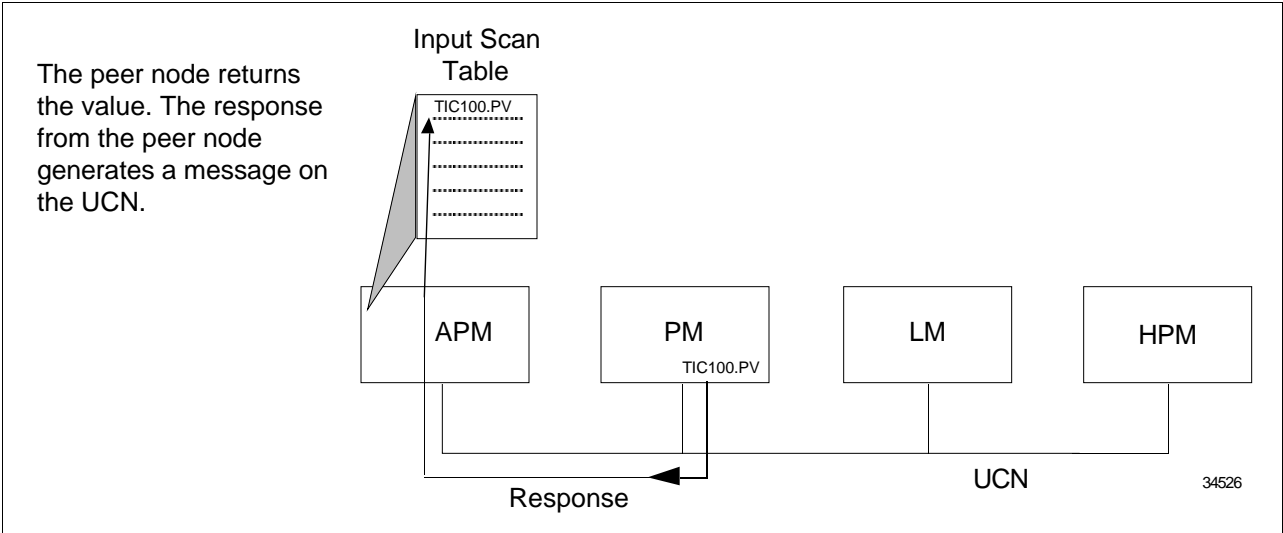 The peer node returns
the value. The response
from the peer node
generates a message on
the UCN.
Input Scan
Table
TIC100.PV
APM
PM
TIC100.PV
LM
HPM
UCN
Response
34526